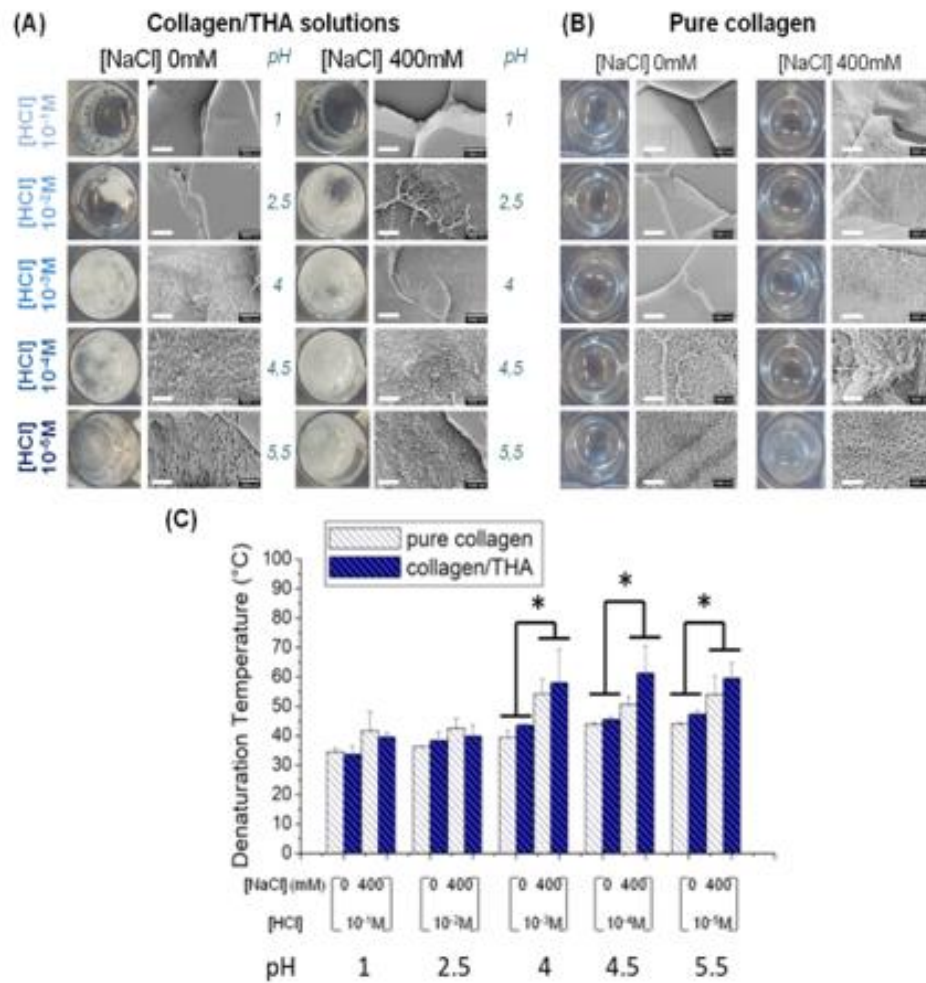 (A) Collagen/THA solutions
[NaCl] 0mM pH [NaCl] 400mM pH
[HCl] 10⁻¹M 1 1
[HCl] 10⁻²M 2,5 2,5
[HCl] 10⁻³M 4 4
[HCl] 10⁻⁴M 4,5 4,5
[HCl] 10⁻⁵M 5,5 5,5
(B) Pure collagen
[NaCl] 0mM [NaCl] 400mM
(C)
pure collagen
collagen/THA
Denaturation Temperature (°C)
100
90
80
70
60
50
40
30
20
10
0
* * *
[NaCl] (mM) 0 400 0 400 0 400 0 400 0 400
[HCl] 10⁻¹M 10⁻²M 10⁻³M 10⁻⁴M 10⁻⁵M
pH 1 2.5 4 4.5 5.5